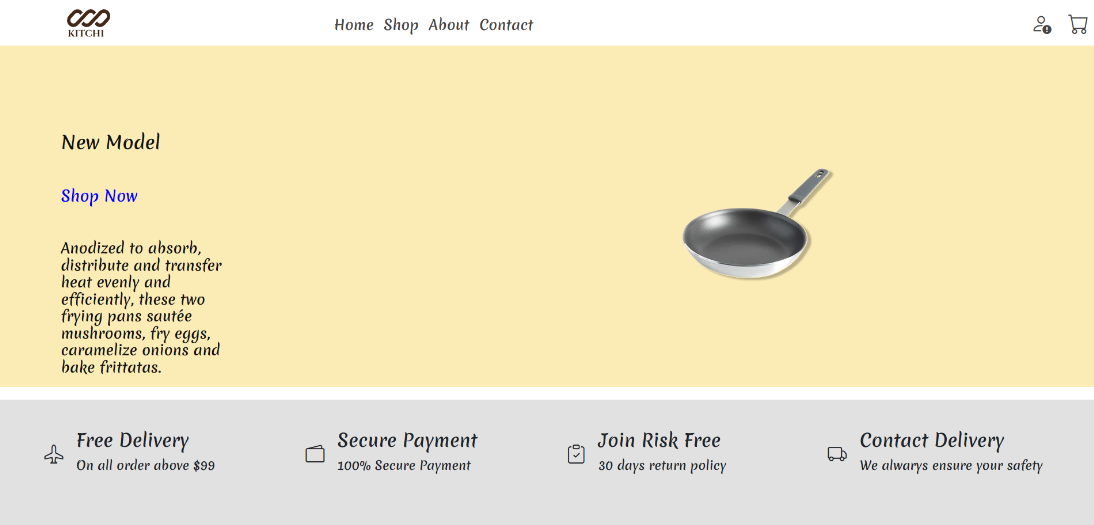 KITCHI
Home Shop About Contact
New Model
Shop Now
Anodized to absorb,
distribute and transfer
heat evenly and
efficiently, these two
frying pans sautée
mushrooms, fry eggs,
caramelize onions and
bake frittatas.
Free Delivery
On all order above $99
Secure Payment
100% Secure Payment
Join Risk Free
30 days return policy
Contact Delivery
We alwarys ensure your safety